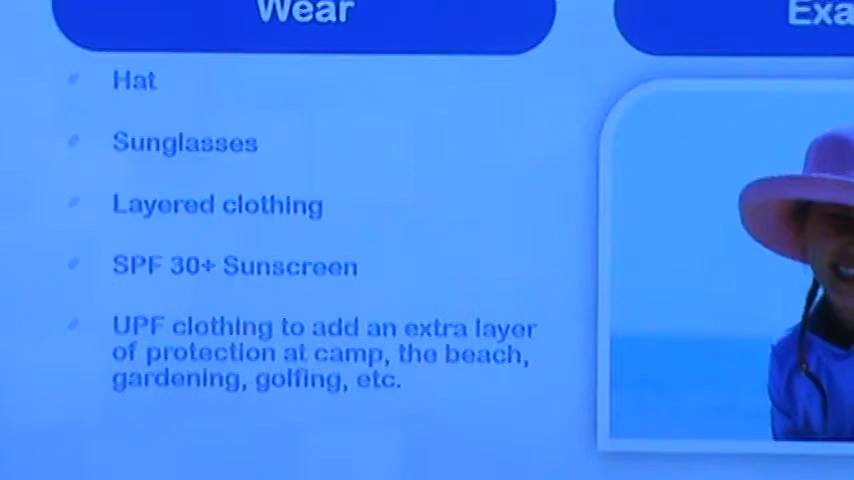 Wear
Exa
Hat
Sunglasses
Layered clothing
SPF 30+ Sunscreen
UPF clothing to add an extra layer
of protection at camp, the beach,
gardening, golfing, etc.